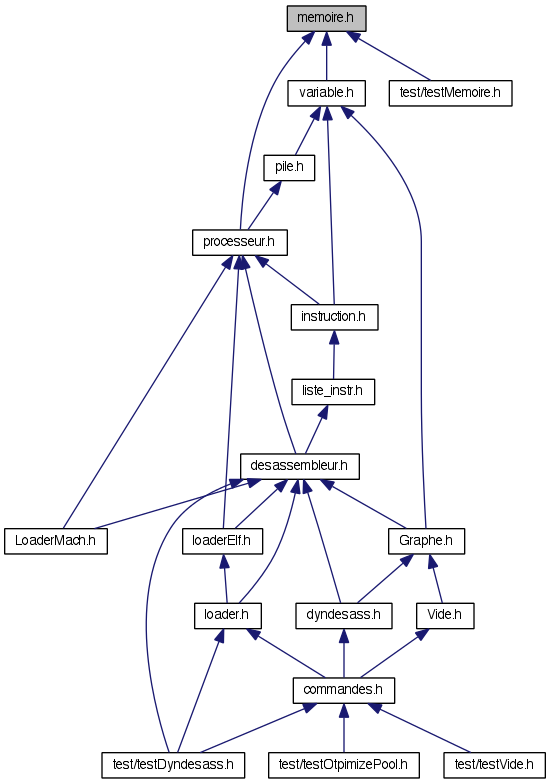 memoire.h
variable.h
test/testMemoire.h
pile.h
processeur.h
instruction.h
liste_instr.h
desassembleur.h
LoaderMach.h
loaderElf.h
Graphe.h
loader.h
dyndesass.h
Vide.h
commandes.h
test/testDyndesass.h
test/testOtpimizePool.h
test/testVide.h